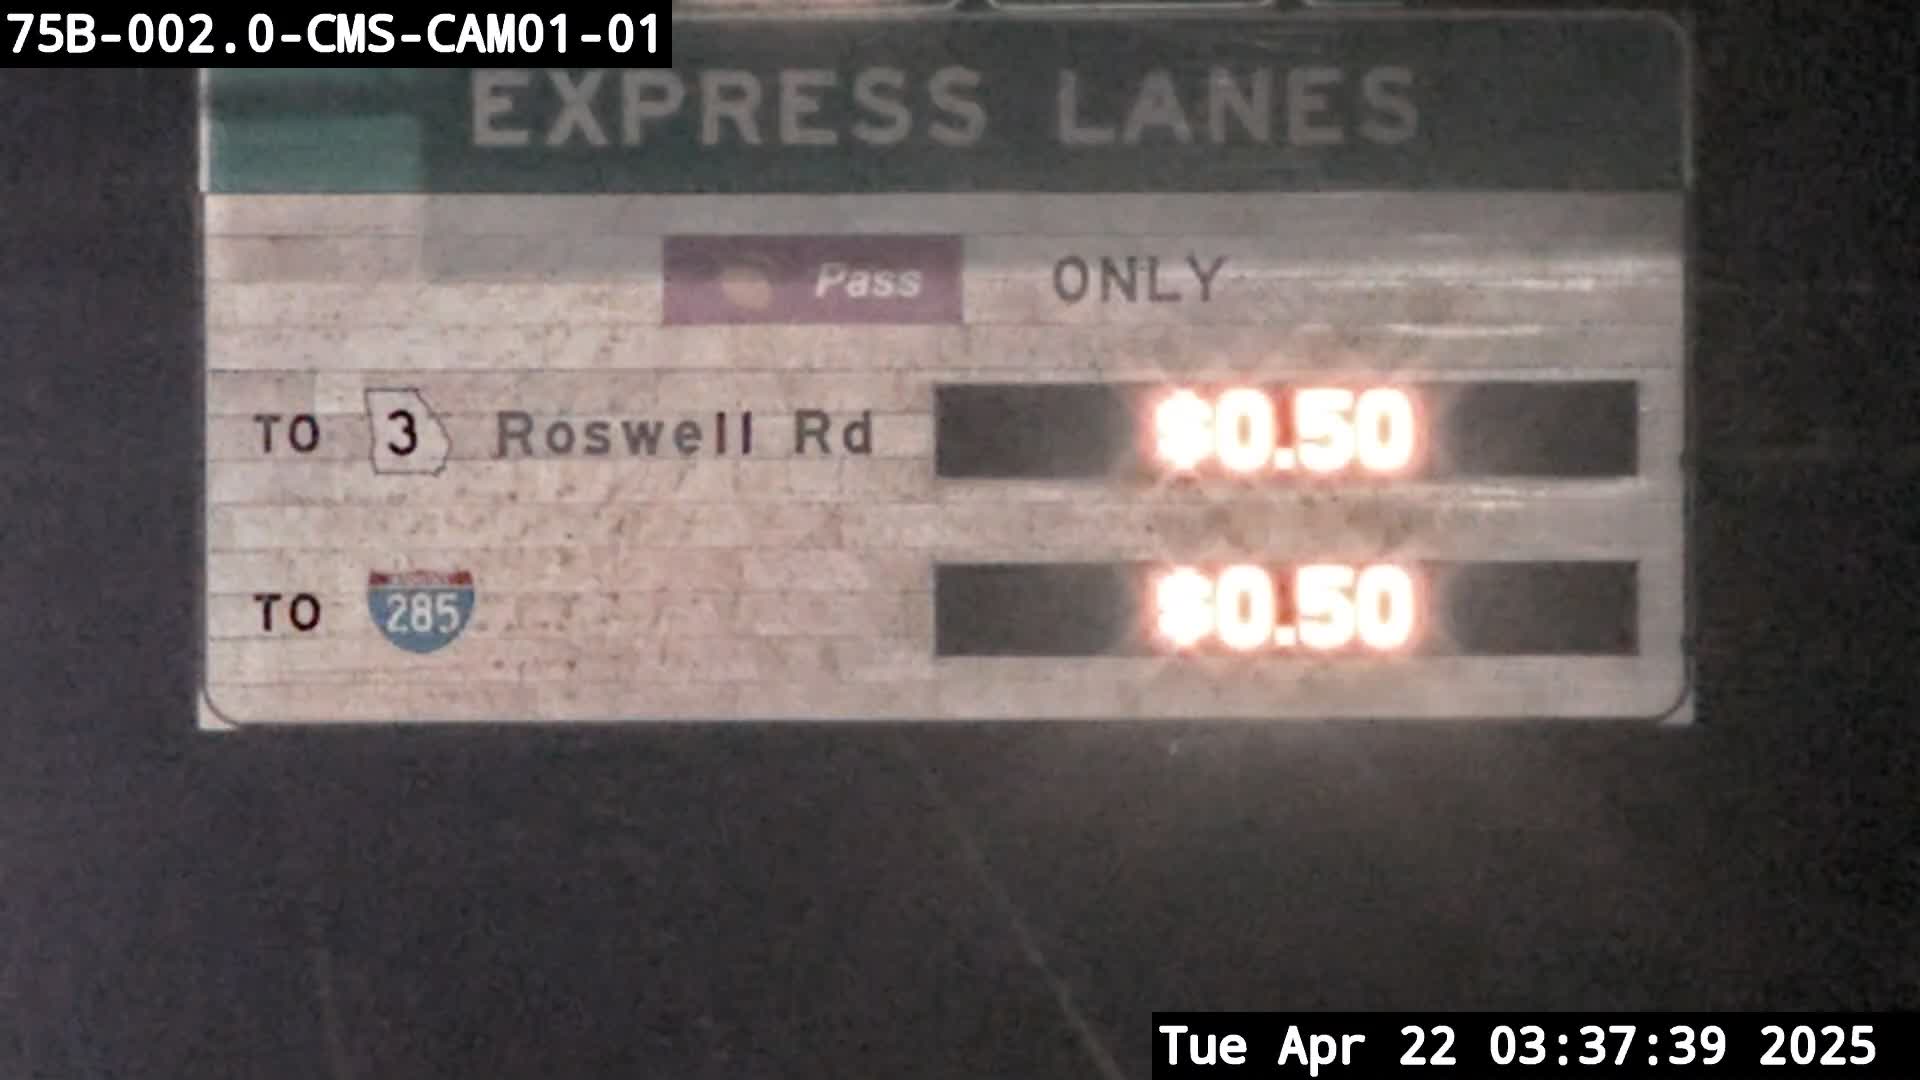 75B-002.0-CMS-CAM01-01
EXPRESS LANES
Pass ONLY
TO 3 Roswell Rd $0.50
TO 285 $0.50
Tue Apr 22 03:37:39 2025